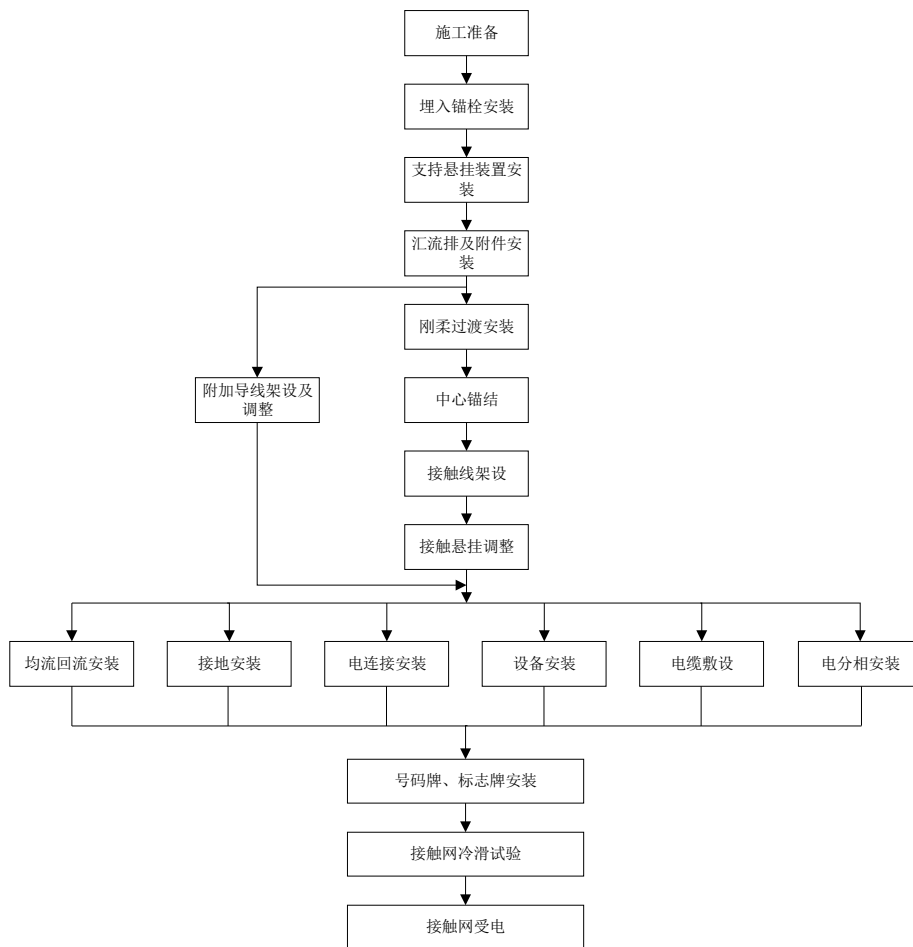 施工准备
埋入锚栓安装
支持悬挂装置安
装
汇流排及附件安
装
刚柔过渡安装
附加导线架设及
调整
中心锚结
接触线架设
接触悬挂调整
均流回流安装
接地安装
电连接安装
设备安装
电缆敷设
电分相安装
号码牌、标志牌安装
接触网冷滑试验
接触网受电